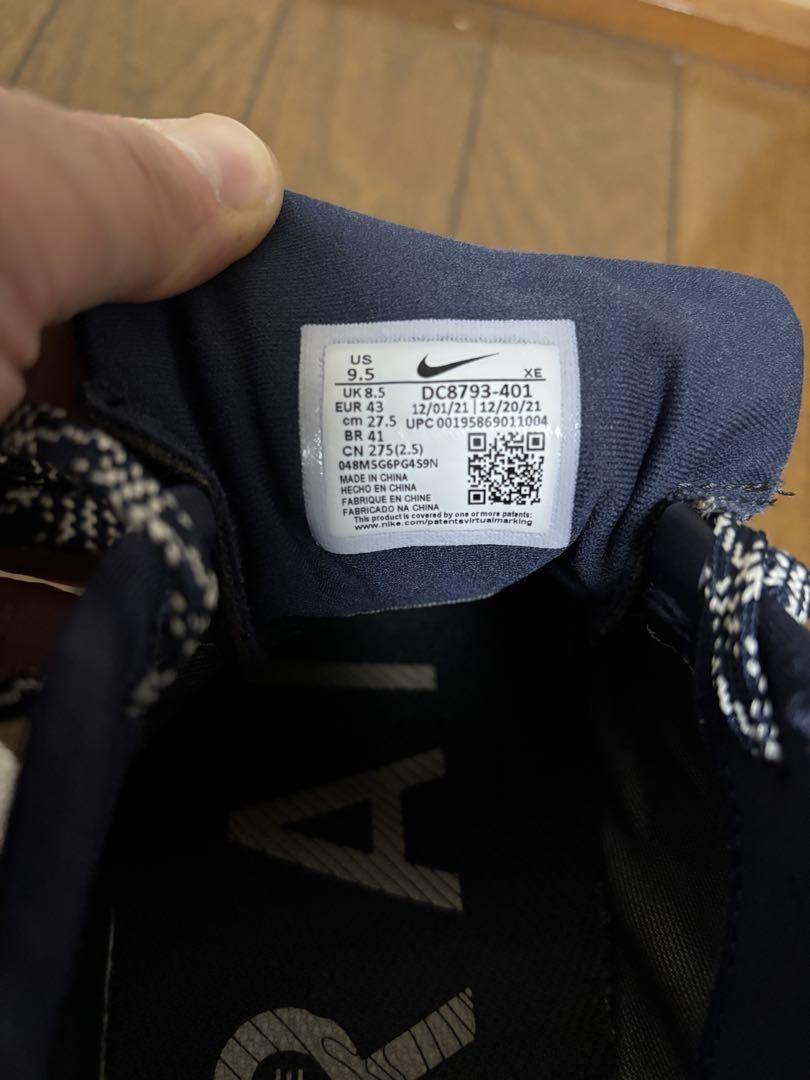 US
9.5 XE
UK 8.5 DC8793-401
EUR 43 12/01/21 | 12/20/21
cm 27.5 UPC 00195869011004
BR 41
CN 275(2.5)
048M5G6PG4S9N
MADE IN CHINA
HECHO EN CHINA
FABRIQUE EN CHINE
FABRICADO NA CHINA
This product is covered by one or more patents:
www.nike.com/patentsvirtualmarking